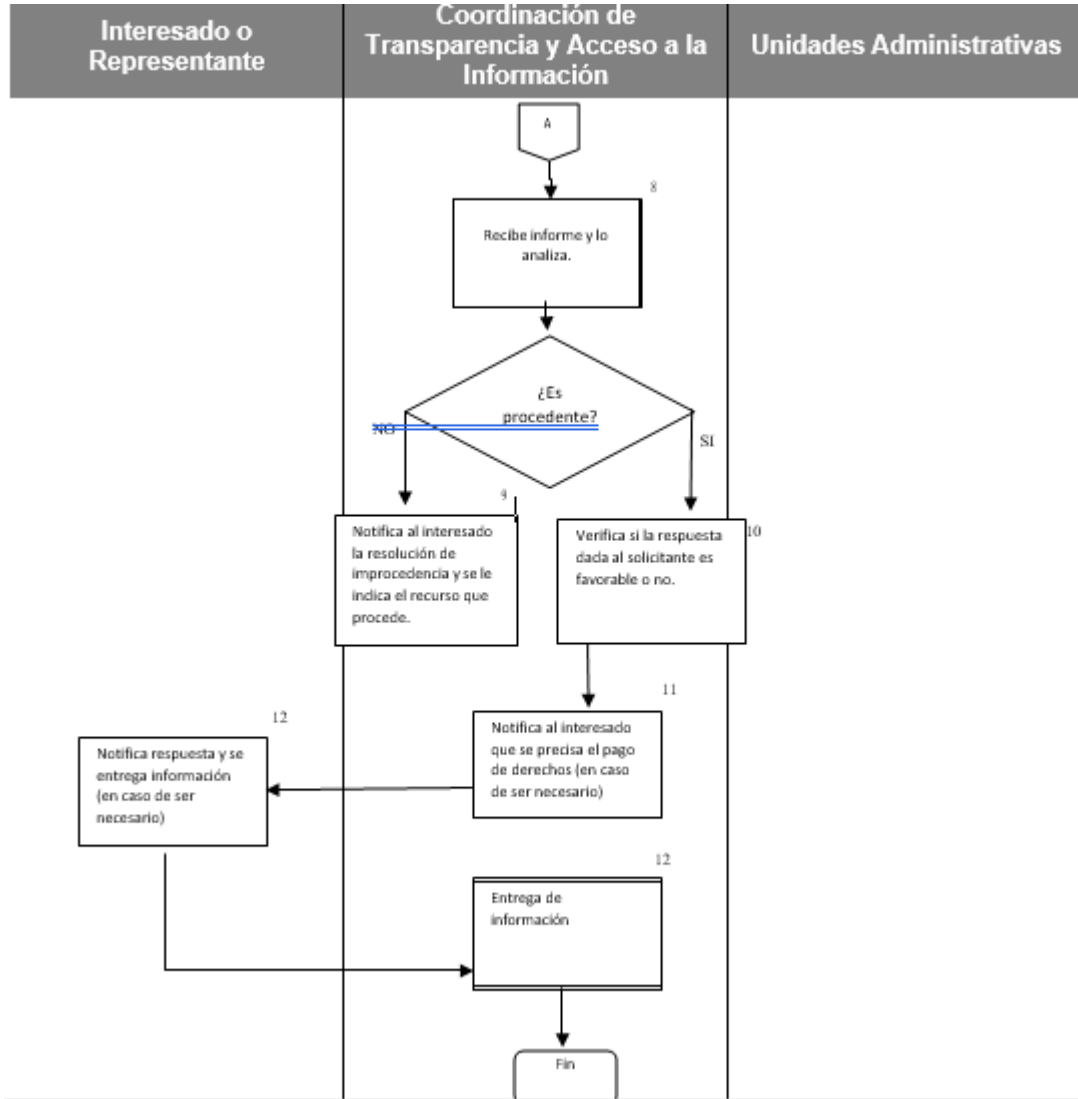 Interesado o
Representante
Coordinación de
Transparencia y Acceso a la
Información
Unidades Administrativas
A
8
Recibe informe y lo
analiza.
¿Es
procedente?
NO
SI
9
Notifica al interesado
la resolución de
improcedencia y se le
indica el recurso que
procede.
10
Verifica si la respuesta
dada al solicitante es
favorable o no.
11
Notifica al interesado
que se precisa el pago
de derechos (en caso
de ser necesario)
12
Notifica respuesta y se
entrega información
(en caso de ser
necesario)
12
Entrega de
información
Fin